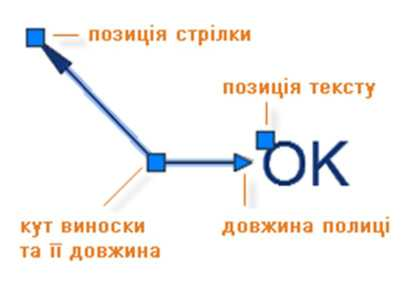 позиція стрілки
позиція тексту
OK
кут виноски
та її довжина
довжина полиці